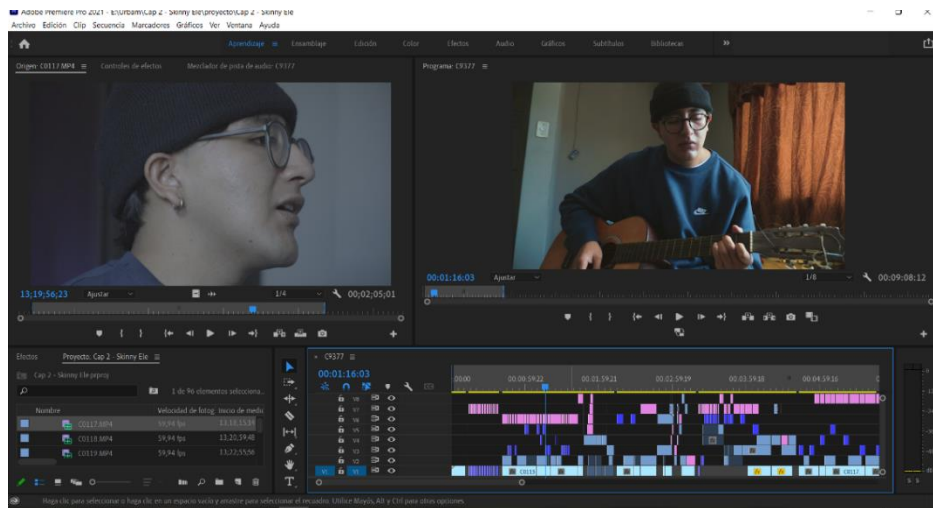 Adobe Premiere Pro 2021 - E:\Urbam\Cap 2 - Skinny Ele\proyecto\Cap 2 - Skinny Ele
Archivo Edición Clip Secuencia Marcadores Gráficos Ver Ventana Ayuda
Aprendizaje Ensamblaje Edición Color Efectos Audio Gráficos Subtítulos Bibliotecas
Origen: C0117.MP4 Controles de efectos Mezclador de pista de audio: C9377
Programa: C9377
13;19;56;23 Ajustar 1/4 00;02;05;01
00:01:16:03 Ajustar 1/8 00:09:08:12
Efectos Proyecto: Cap 2 - Skinny Ele
Cap 2 - Skinny Ele.prproj
1 de 96 elementos selecciona...
Nombre Velocidad de fotog Inicio de medio
C0117.MP4 59,94 fps
C0118.MP4 59,94 fps 13;20;59;48
C0119.MP4 59,94 fps 13;22;55;56
C9377
00:01:16:03
:00:00 00:00:59:22 00:01:59:21 00:02:59:19 00:03:59:18 00:04:59:16
V8
V7
V6
V5
V4
V3
V2
V1 V1
C0117
Haga clic para seleccionar o haga clic en un espacio vacío y arrastre para seleccionar el recuadro. Utilice Mayús, Alt y Ctrl para otras opciones
S S